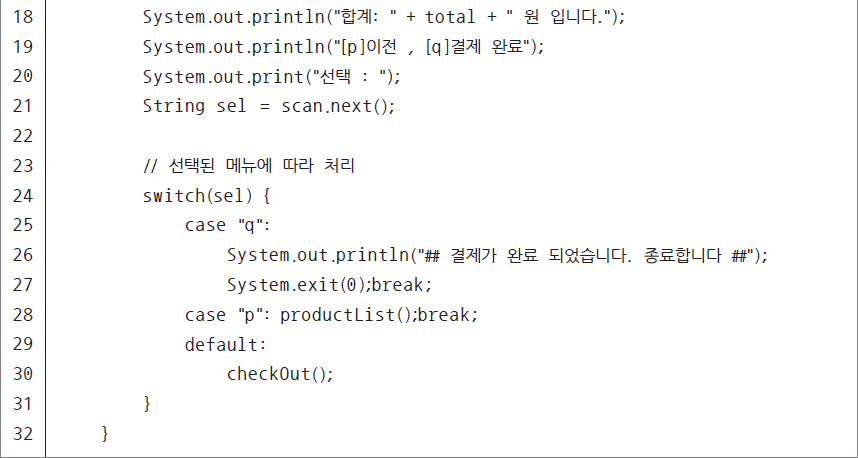 18 System.out.println("합계: " + total + " 원 입니다.");
19 System.out.println("[p]이전 , [q]결제 완료");
20 System.out.print("선택 : ");
21 String sel = scan.next();
22
23 // 선택된 메뉴에 따라 처리
24 switch(sel) {
25 case "q":
26 System.out.println("## 결제가 완료 되었습니다. 종료합니다 ##");
27 System.exit(0);break;
28 case "p": productList();break;
29 default:
30 checkOut();
31 }
32 }